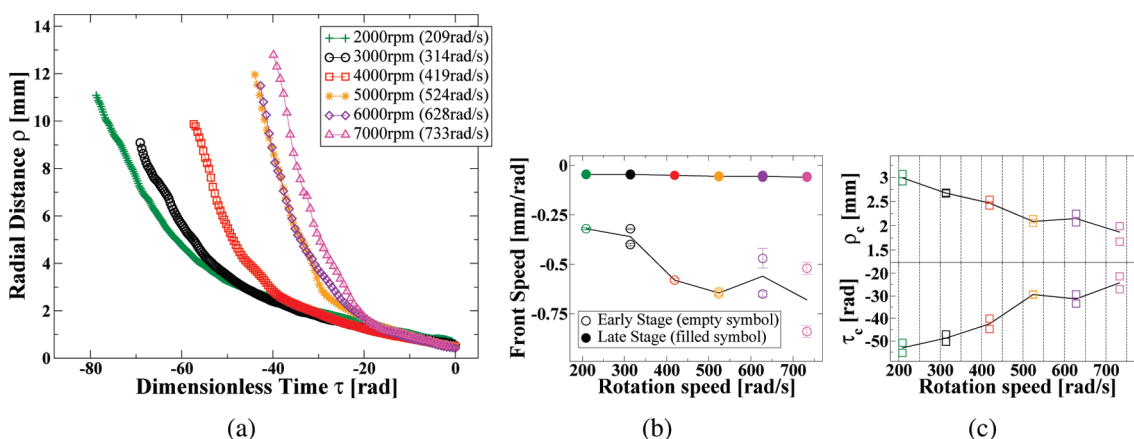 14
12
10
8
6
4
2
0
Radial Distance ρ [mm]
-80
-60
-40
-20
0
Dimensionless Time τ [rad]
2000rpm (209rad/s)
3000rpm (314rad/s)
4000rpm (419rad/s)
5000rpm (524rad/s)
6000rpm (628rad/s)
7000rpm (733rad/s)
(a)
0
-0.25
-0.5
-0.75
Front Speed [mm/rad]
Early Stage (empty symbol)
Late Stage (filled symbol)
200 300 400 500 600 700
Rotation speed [rad/s]
(b)
3
2.5
2
1.5
ρc [mm]
-20
-30
-40
-50
τc [rad]
200 300 400 500 600 700
Rotation speed [rad/s]
(c)